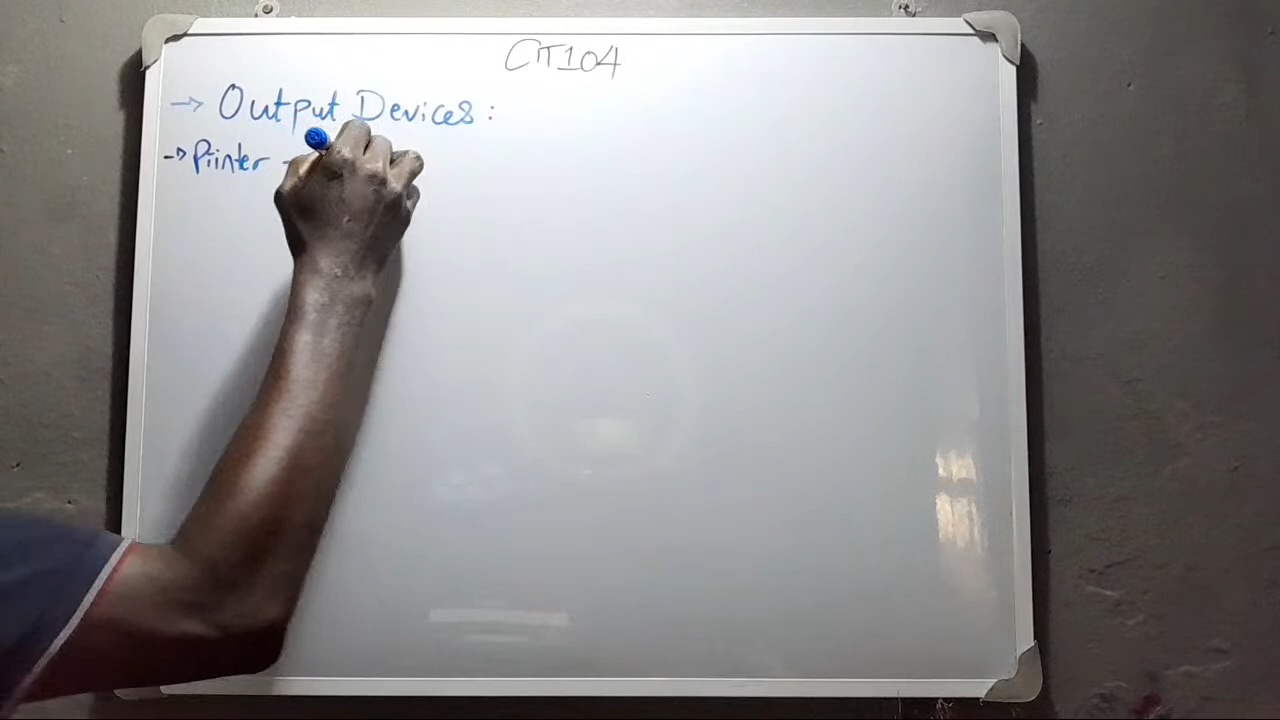 CIT104
→ Output Devices:
→ Printer -